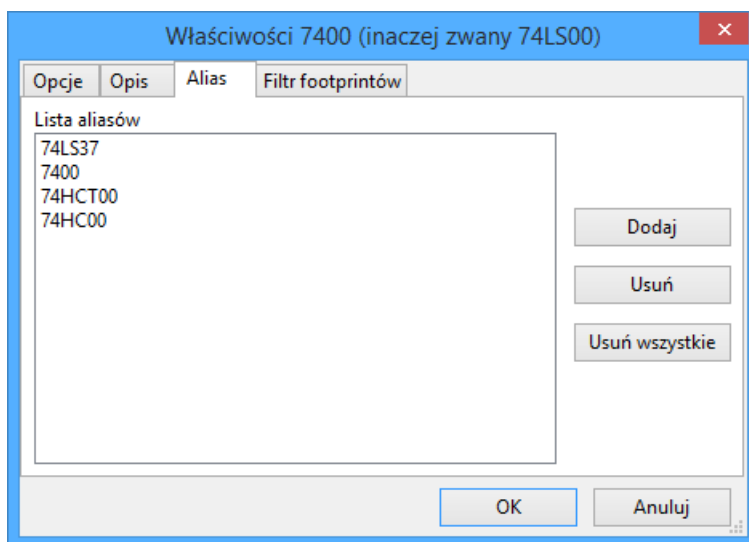 Właściwości 7400 (inaczej zwany 74LS00)
Opcje Opis Alias Filtr footprintów
Lista aliasów
74LS37
7400
74HCT00
74HC00
Dodaj
Usuń
Usuń wszystkie
OK Anuluj